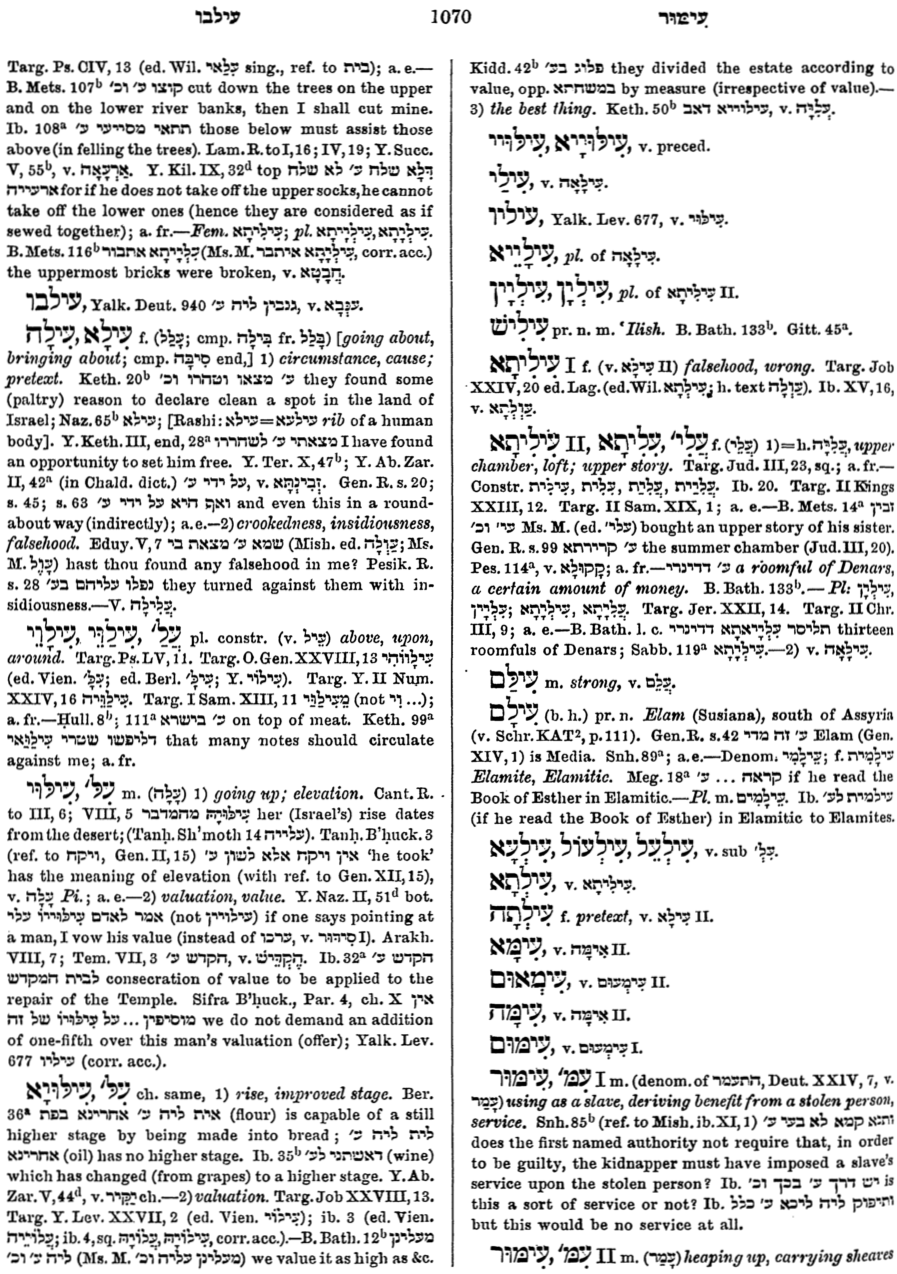 עילבו 1070 עִימּוּר
Targ. Ps. CIV, 13 (ed. Wil. עִלָּאֵי sing., ref. to בית); a. e.—
B. Mets. 107ᵇ קוצו ע׳ וכ׳ cut down the trees on the upper
and on the lower river banks, then I shall cut mine.
Ib. 108ᵃ תתאי מסייעי ע׳ those below must assist those
above (in felling the trees). Lam. R. to I, 16; IV, 19; Y. Succ.
V, 55ᵇ, v. אַרְעָאָה. Y. Kil. IX, 32ᵈ top דלא שלח ע׳ לא שלח
ארעייה for if he does not take off the upper socks, he cannot
take off the lower ones (hence they are considered as if
sewed together); a. fr.—Fem. עִילִּיתָא; pl. עִילְּיָיתָא, עִילָּיָתָא.
B. Mets. 116ᵇ עִלְּיָיתָא אתבור (Ms. M. עִילָּיָתָא איתבר, corr. acc.)
the uppermost bricks were broken, v. חֲבָטָא.
עילבו, Yalk. Deut. 940 גנבין ליה ע׳, v. עִנְּבָא.
עִילָא, עִילָה f. (עֲלַל; cmp. בִּילָה fr. בָּלַל) [going about,
bringing about; cmp. סִיבָּה end,] 1) circumstance, cause;
pretext. Keth. 20ᵇ ע׳ מצאו וטהרו וכ׳ they found some
(paltry) reason to declare clean a spot in the land of
Israel; Naz. 65ᵇ עילא; [Rashi: עילא=עילעא rib of a human
body]. Y. Keth. III, end, 28ᵃ מצאתי ע׳ לשחררו I have found
an opportunity to set him free. Y. Ter. X, 47ᵇ; Y. Ab. Zar.
II, 42ᵃ (in Chald. dict.) על ידי ע׳, v. זְבִינְתָּא. Gen. R. s. 20;
s. 45; s. 63 ואף היא על ידי ע׳ and even this in a round-
about way (indirectly); a. e.—2) crookedness, insidiousness,
falsehood. Eduy. V, 7 שמא ע׳ מצאת בי (Mish. ed. עַוְלָה; Ms.
M. עָוֶל) hast thou found any falsehood in me? Pesik. R.
s. 28 נפלו עליהם בע׳ they turned against them with in-
sidiousness.—V. עֲלִילָה.
עִילָוֵי, עִילַוֵּי, עֲלַ׳ pl. constr. (v. עֵיל) above, upon,
around. Targ. Ps. LV, 11. Targ. O. Gen. XXVIII, 13 עילווהי
(ed. Vien. עֲלָ׳; ed. Berl. עִילָ׳; Y. עִילוֹי). Targ. Y. II Num.
XXIV, 16 עִילַוֵּיה. Targ. I Sam. XIII, 11 מֵעִילַוַּי (not וֵי ...);
a. fr.—Ḥull. 8ᵇ; 111ᵃ ע׳ בישרא on top of meat. Keth. 99ᵃ
דליפשו שטרי עִילַּוָּאי that many notes should circulate
against me; a. fr.
עִילּוּי, עִלּ׳ m. (עָלָה) 1) going up; elevation. Cant. R.
to III, 6; VIII, 5 עִילּוּיָהּ מהמדבר her (Israel's) rise dates
from the desert; (Tanḥ. Sh'moth 14 עלייה). Tanḥ. B'ḥuck. 3
(ref. to ויקח, Gen. II, 15) אין ויקח אלא לשון ע׳ ‘he took’
has the meaning of elevation (with ref. to Gen. XII, 15),
v. עָלָה Pi.; a. e.—2) valuation, value. Y. Naz. II, 51ᵈ bot.
אמר לאדם עִילּוּיו עלי (not עילויין) if one says pointing at
a man, I vow his value (instead of ערכו, v. סִידּוּר I). Arakh.
VIII, 7; Tem. VII, 3 הקדש ע׳, v. הֶקְדֵּישׁ. Ib. 32ᵃ הקדש ע׳
לבית המקדש consecration of value to be applied to the
repair of the Temple. Sifra B'ḥuck., Par. 4, ch. X אין
מוסיפין ... על עִילּוּיוֹ של זה we do not demand an addition
of one-fifth over this man's valuation (offer); Yalk. Lev.
677 עיליו (corr. acc.).
עִילּוּיָא, עִלּ׳ ch. same, 1) rise, improved stage. Ber.
36ᵃ אית ליה ע׳ אחרינא בפת (flour) is capable of a still
higher stage by being made into bread; לית ליה ע׳
אחרינא (oil) has no higher stage. Ib. 35ᵇ אשתני לע׳ (wine)
which has changed (from grapes) to a higher stage. Y. Ab.
Zar. V, 44ᵈ, v. יַקִּיר ch.—2) valuation. Targ. Job XXVIII, 13.
Targ. Y. Lev. XXVII, 2 (ed. Vien. עִילוֹי); ib. 3 (ed. Vien.
עֲלוֹיֵיהּ; ib. 4, sq. עִילוֹיָהּ, עֲלוֹיָהּ, corr. acc.).—B. Bath. 12ᵇ מעלינן
ליה ע׳ וכ׳ (Ms. M. מעלינן עליה וכ׳) we value it as high as &c.
Kidd. 42ᵇ פלוג בע׳ they divided the estate according to
value, opp. במשחתא by measure (irrespective of value).—
3) the best thing. Keth. 50ᵇ עילוייא דאב, v. עֲלִיָּה.
עִילּוּיָיא, עִילּוּיי, v. preced.
עִילַי, v. עִילָּאָה.
עילין, Yalk. Lev. 677, v. עִילּוּי.
עִילָּיֵיא, pl. of עִילָּאָה.
עִילְיָין, עִילְיָן, pl. of עִילִּיתָא II.
עִילִישׁ pr. n. m. ‘Ilish. B. Bath. 133ᵇ. Gitt. 45ᵃ.
עִילִּיתָא I f. (v. עִילָא II) falsehood, wrong. Targ. Job
XXIV, 20 ed. Lag. (ed. Wil. עִילְּתָא; h. text עַוְלָה). Ib. XV, 16,
v. עַוְלְתָא.
עִילִּיתָא II, עִלִּיתָא, עֲלִי׳ f. (עֲלֵי) 1)=h. עֲלִיָּה, upper
chamber, loft; upper story. Targ. Jud. III, 23, sq.; a. fr.—
Constr. עֲלִיַּית, עֲלִיַּת, עִלִּית, עִילִּית. Ib. 20. Targ. II Kings
XXIII, 12. Targ. II Sam. XIX, 1; a. e.—B. Mets. 14ᵃ זבין
עי׳ וכ׳ Ms. M. (ed. עלי׳) bought an upper story of his sister.
Gen. R. s. 99 ע׳ קרירתא the summer chamber (Jud. III, 20).
Pes. 114ᵃ, v. קָקוּלָא; a. fr.—ע׳ דדינרי a roomful of Denars,
a certain amount of money. B. Bath. 133ᵇ.—Pl: עִילְיָן,
עִלְּיָין; עִילְּיָתָא, עֲלִיָּתָא. Targ. Jer. XXII, 14. Targ. II Chr.
III, 9; a. e.—B. Bath. l. c. תליסר עִלְּיָיאתָא דדינרי thirteen
roomfuls of Denars; Sabb. 119ᵃ עִילְּיָתָא.—2) v. עִילָּאָה.
עִילָּם m. strong, v. עַלָּם.
עֵילָם (b. h.) pr. n. Elam (Susiana), south of Assyria
(v. Schr. KAT², p. 111). Gen. R. s. 42 ע׳ זה מדי Elam (Gen.
XIV, 1) is Media. Snh. 89ᵃ; a. e.—Denom. עֵילָמִי; f. עילמית
Elamite, Elamitic. Meg. 18ᵃ קראה ... ע׳ if he read the
Book of Esther in Elamitic.—Pl. m. עֵילָמִים. Ib. עילמית לע׳
(if he read the Book of Esther) in Elamitic to Elamites.
עִילְעֵל, עִילְעוֹל, עִילְעָא, v. sub עִלְ׳.
עִילְּתָא, v. עִילִּיתָא.
עִילְתָה f. pretext, v. עִילָא II.
עִימָּא, v. אִימָּה II.
עִימְאוּם, v. עִימְעוּם II.
עִימָּה, v. אִימָּה II.
עִימּוּם, v. עִימְעוּם I.
עִימּוּר, עִמּ׳ I m. (denom. of התעמר, Deut. XXIV, 7, v.
עָמַר) using as a slave, deriving benefit from a stolen person,
service. Snh. 85ᵇ (ref. to Mish. ib. XI, 1) ותנא קמא לא בעי ע׳
does the first named authority not require that, in order
to be guilty, the kidnapper must have imposed a slave's
service upon the stolen person? Ib. יש דרך ע׳ בכך וכ׳ is
this a sort of service or not? Ib. ותיפוק ליה ליכא ע׳ כלל
but this would be no service at all.
עִימּוּר, עִמּ׳ II m. (עָמַר) heaping up, carrying sheaves